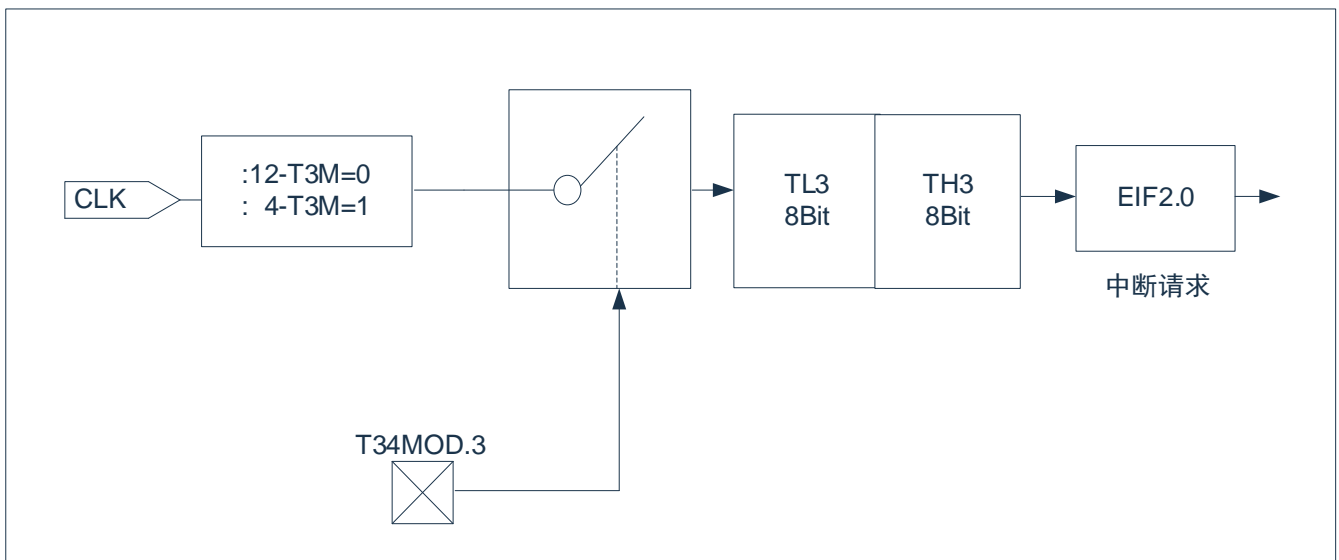 CLK
:12-T3M=0
:  4-T3M=1
TL3
8Bit
TH3
8Bit
EIF2.0
中断请求
T34MOD.3